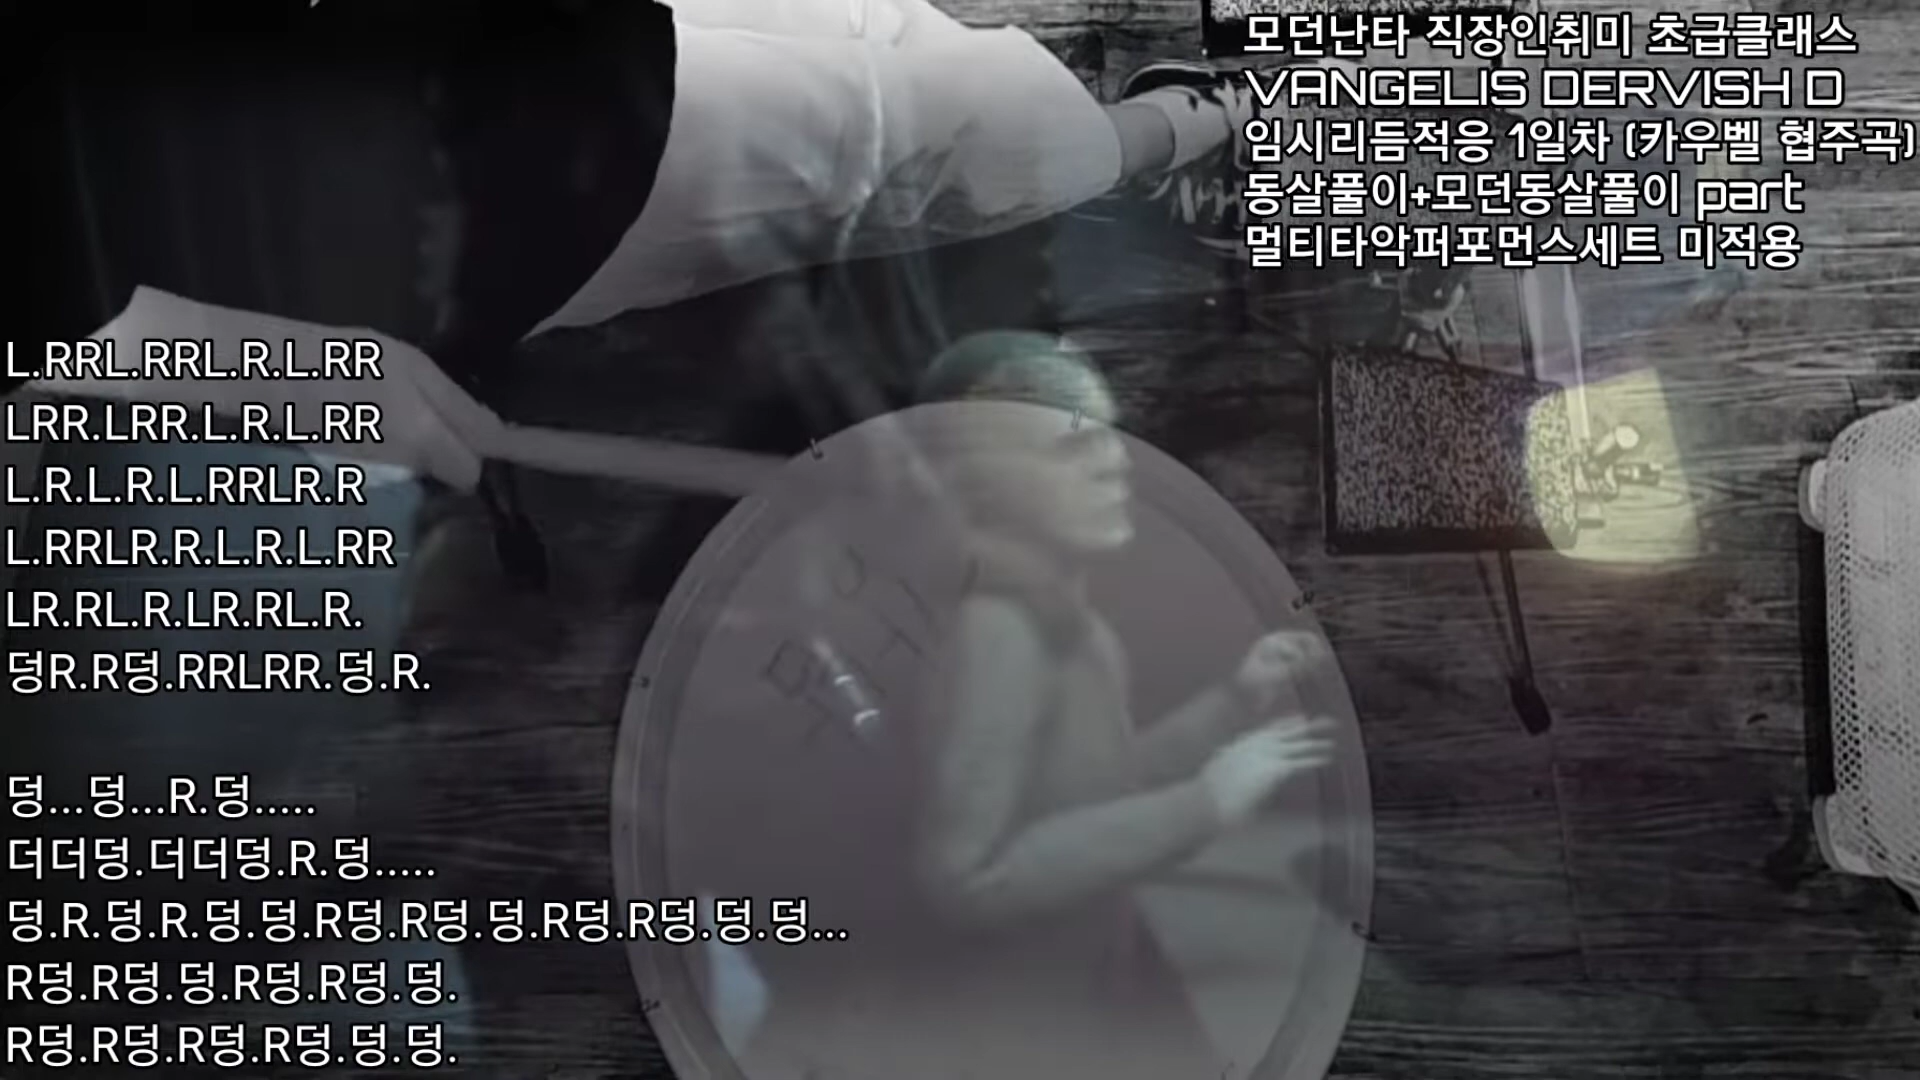 모던난타 직장인취미 초급클래스
VANGELIS DERVISH D
임시리듬적응 1일차 (카우벨 협주곡)
동살풀이+모던동살풀이 part
멀티타악퍼포먼스세트 미적용
L.RRL.RRL.R.L.RR
LRR.LRR.L.R.L.RR
L.R.L.R.L.RRLR.R
L.RRLR.R.L.R.L.RR
LR.RL.R.LR.RL.R.
덩R.R덩.RRLRR.덩.R.
덩...덩...R.덩.....
더더덩.더더덩.R.덩.....
덩.R.덩.R.덩.덩.R덩.R덩.덩.R덩.R덩.덩.덩...
R덩.R덩.덩.R덩.R덩.덩.
R덩.R덩.R덩.R덩.덩.덩.